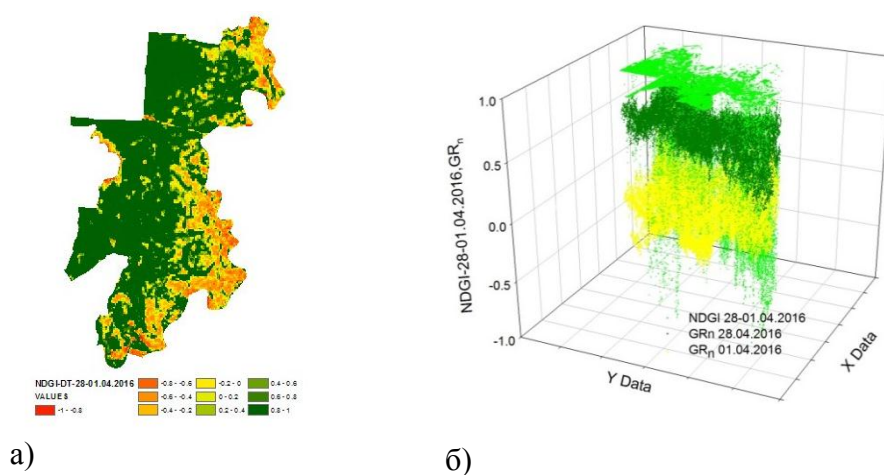 NDGI-DT-28-01.04.2016
VALUES
-1 - -0.8
-0.8 - -0.6
-0.6 - -0.4
-0.4 - -0.2
-0.2 - 0
0 - 0.2
0.2 - 0.4
0.4 - 0.6
0.6 - 0.8
0.8 - 1
а)
1.0
0.5
0.0
-0.5
-1.0
NDGI-28-01.04.2016,GRn
NDGI 28-01.04.2016
GRn 28.04.2016
GRn 01.04.2016
Y Data
X Data
б)